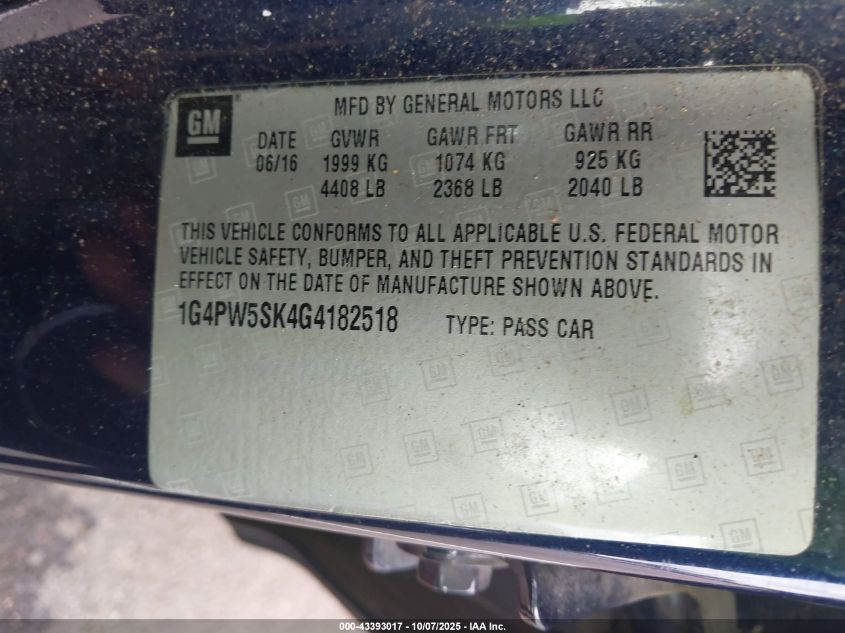 GM
MFD BY GENERAL MOTORS LLC
DATE GVWR GAWR FRT GAWR RR
06/16 1999 KG 1074 KG 925 KG
4408 LB 2368 LB 2040 LB
THIS VEHICLE CONFORMS TO ALL APPLICABLE U.S. FEDERAL MOTOR
VEHICLE SAFETY, BUMPER, AND THEFT PREVENTION STANDARDS IN
EFFECT ON THE DATE OF MANUFACTURE SHOWN ABOVE.
1G4PW5SK4G4182518 TYPE: PASS CAR
000-43393017 - 10/07/2025 - IAA Inc.